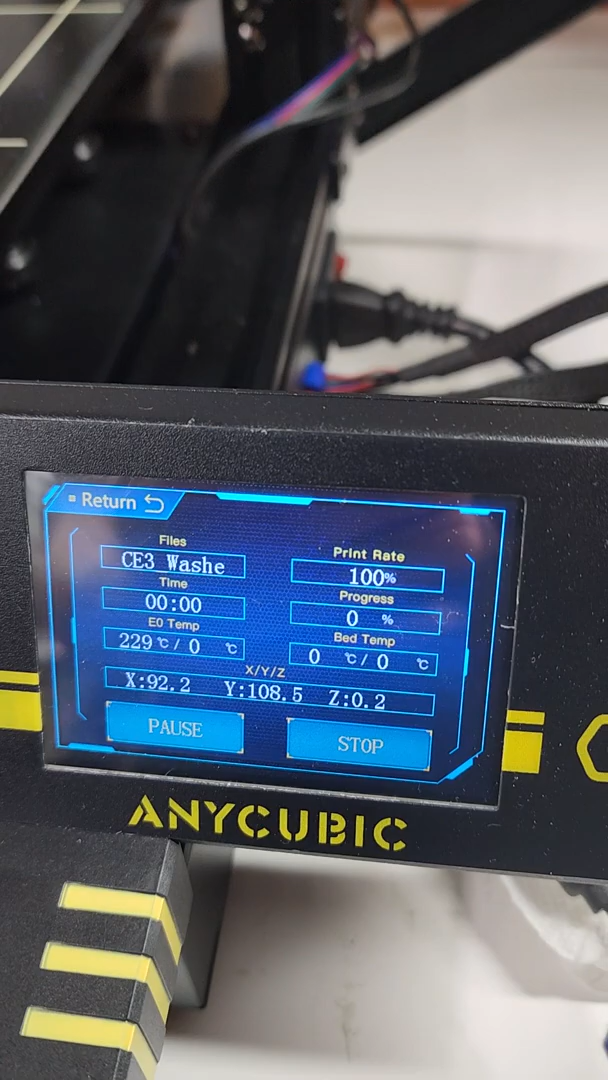 Return
Files
CE3 Washe
Print Rate
100%
Time
00:00
Progress
0 %
E0 Temp
229℃/ 0 ℃
Bed Temp
0 ℃/ 0 ℃
X/Y/Z
X:92.2 Y:108.5 Z:0.2
PAUSE
STOP
ANYCUBIC